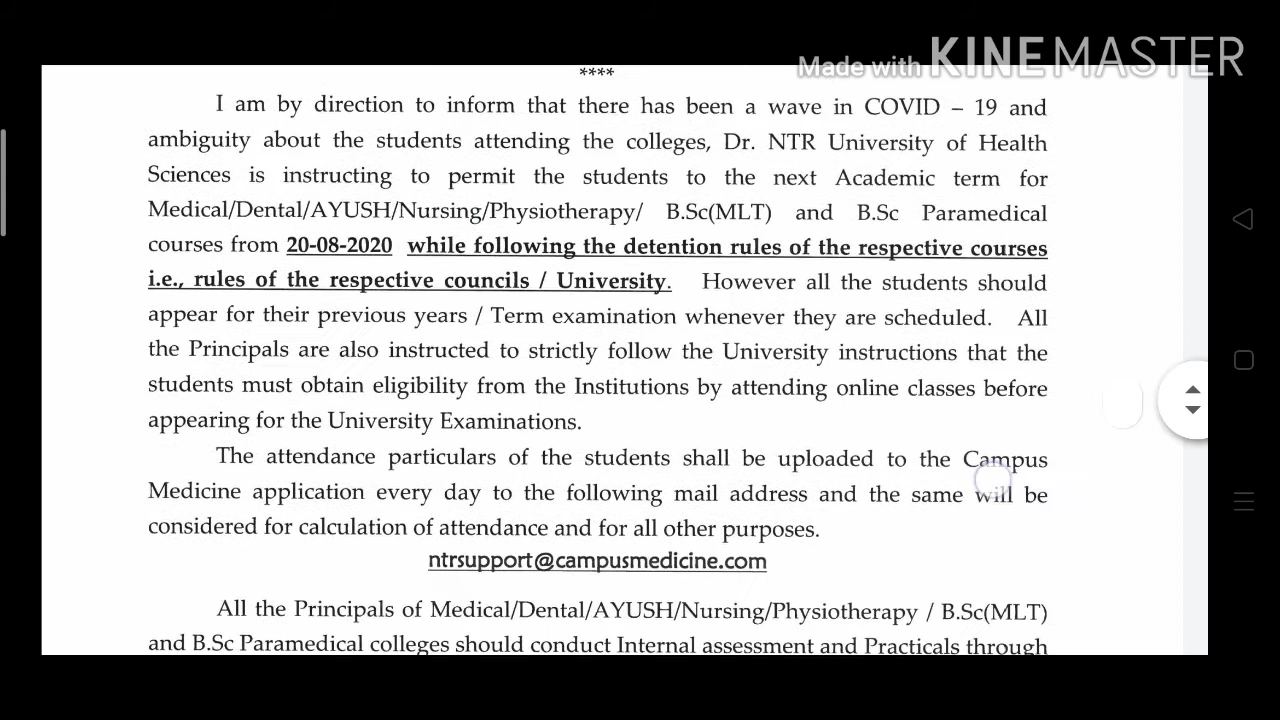 Made with KINEMASTER
****
I am by direction to inform that there has been a wave in COVID – 19 and
ambiguity about the students attending the colleges, Dr. NTR University of Health
Sciences is instructing to permit the students to the next Academic term for
Medical/Dental/AYUSH/Nursing/Physiotherapy/ B.Sc(MLT) and B.Sc Paramedical
courses from 20-08-2020 while following the detention rules of the respective courses
i.e., rules of the respective councils / University. However all the students should
appear for their previous years / Term examination whenever they are scheduled. All
the Principals are also instructed to strictly follow the University instructions that the
students must obtain eligibility from the Institutions by attending online classes before
appearing for the University Examinations.
The attendance particulars of the students shall be uploaded to the Campus
Medicine application every day to the following mail address and the same will be
considered for calculation of attendance and for all other purposes.
ntrsupport@campusmedicine.com
All the Principals of Medical/Dental/AYUSH/Nursing/Physiotherapy / B.Sc(MLT)
and B.Sc Paramedical colleges should conduct Internal assessment and Practicals through